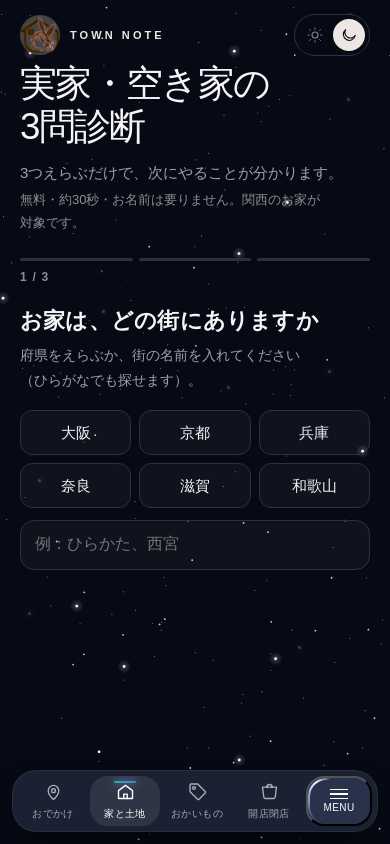 TOWN NOTE
実家・空き家の
3問診断
3つえらぶだけで、次にやることが分かります。
無料・約30秒・お名前は要りません。関西のお家が
対象です。
1 / 3
お家は、どの街にありますか
府県をえらぶか、街の名前を入れてください
（ひらがなでも探せます）。
大阪 京都 兵庫
奈良 滋賀 和歌山
例：ひらかた、西宮
おでかけ 家と土地 おかいもの 開店閉店 MENU